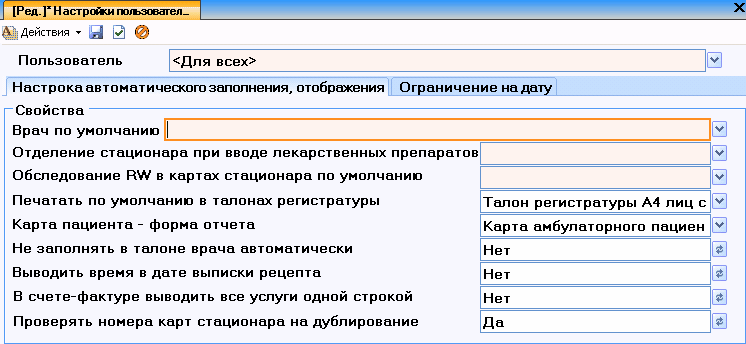 [Ред.]* Настройки пользовател...
Действия
Пользователь <Для всех>
Настрока автоматического заполнения, отображения Ограничение на дату
Свойства
Врач по умолчанию
Отделение стационара при вводе лекарственных препаратов
Обследование RW в картах стационара по умолчанию
Печатать по умолчанию в талонах регистратуры Талон регистратуры А4 лиц с
Карта пациента - форма отчета Карта амбулаторного пациен
Не заполнять в талоне врача автоматически Нет
Выводить время в дате выписки рецепта Нет
В счете-фактуре выводить все услуги одной строкой Нет
Проверять номера карт стационара на дублирование Да